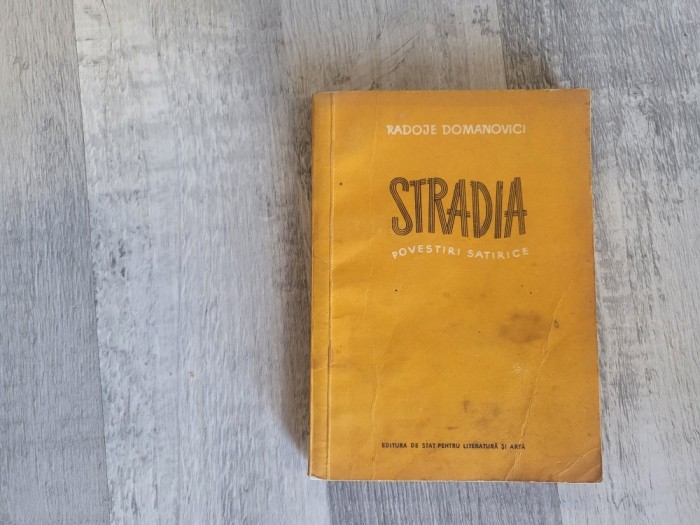 RADOJE DOMANOVICI
STRADIA
POVESTIRI SATIRICE
EDITURA DE STAT PENTRU LITERATURĂ ȘI ARTĂ